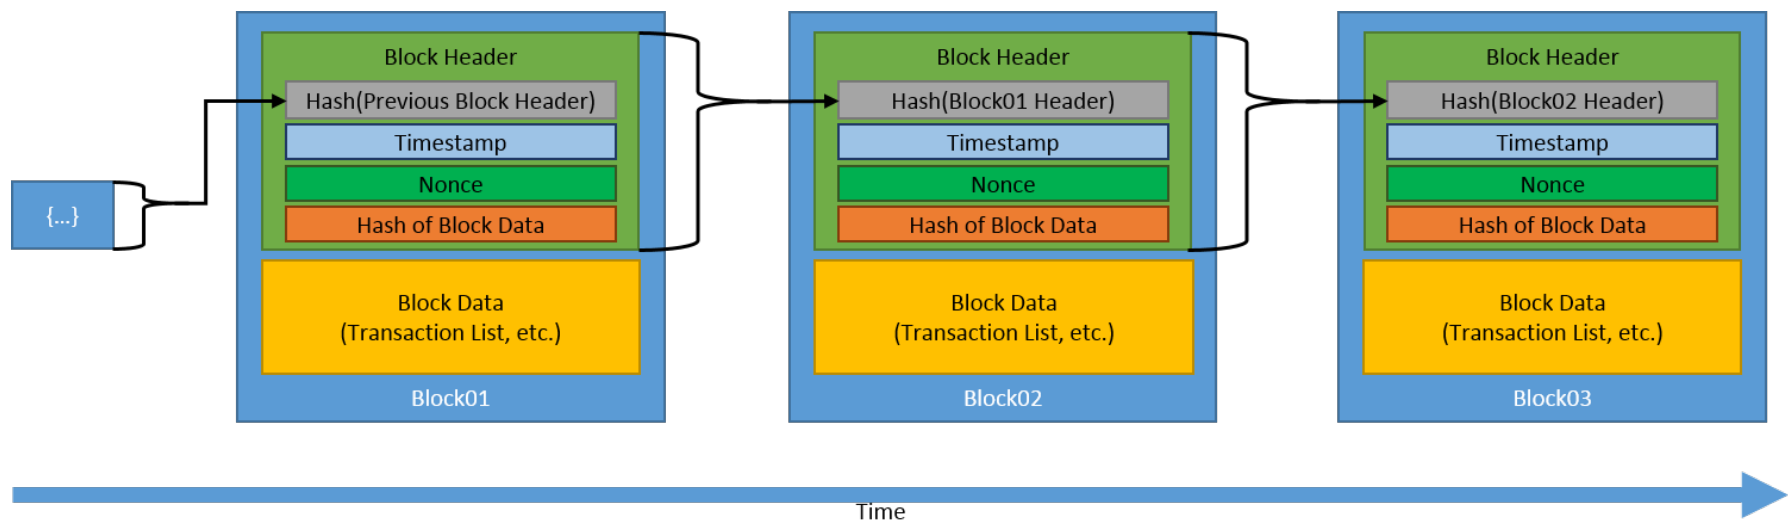 {...}
Block Header
Hash(Previous Block Header)
Timestamp
Nonce
Hash of Block Data
Block Data
(Transaction List, etc.)
Block01
Block Header
Hash(Block01 Header)
Timestamp
Nonce
Hash of Block Data
Block Data
(Transaction List, etc.)
Block02
Block Header
Hash(Block02 Header)
Timestamp
Nonce
Hash of Block Data
Block Data
(Transaction List, etc.)
Block03
Time